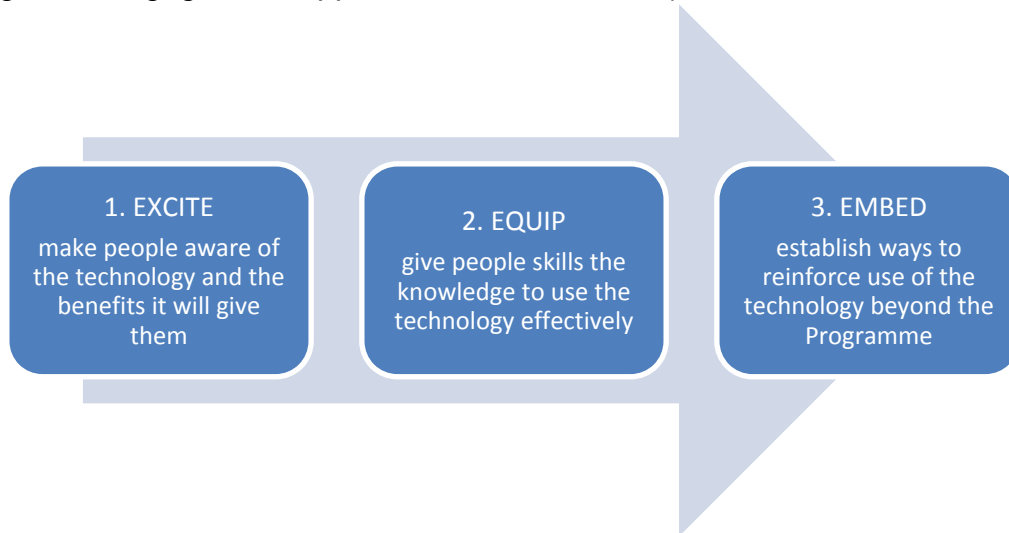 1. EXCITE
make people aware of
the technology and the
benefits it will give
them
2. EQUIP
give people skills the
knowledge to use the
technology effectively
3. EMBED
establish ways to
reinforce use of the
technology beyond the
Programme